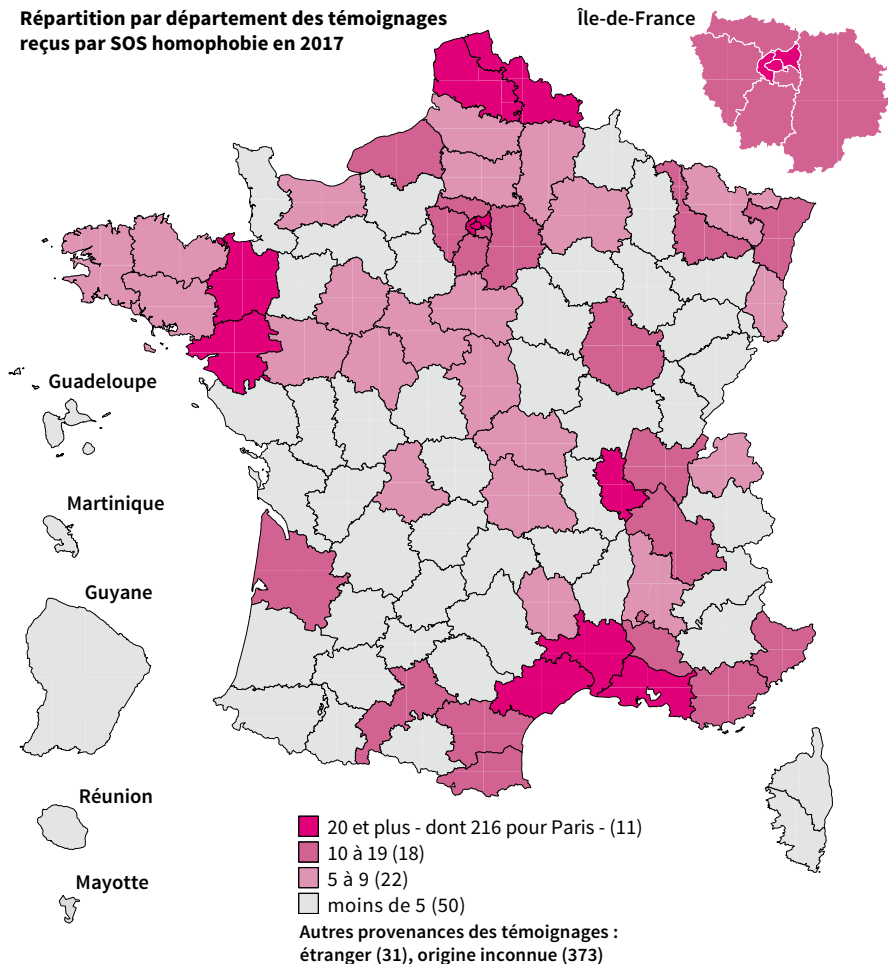 Répartition par département des témoignages
reçus par SOS homophobie en 2017
Île-de-France
Guadeloupe
Martinique
Guyane
Réunion
Mayotte
20 et plus - dont 216 pour Paris - (11)
10 à 19 (18)
5 à 9 (22)
moins de 5 (50)
Autres provenances des témoignages :
étranger (31), origine inconnue (373)